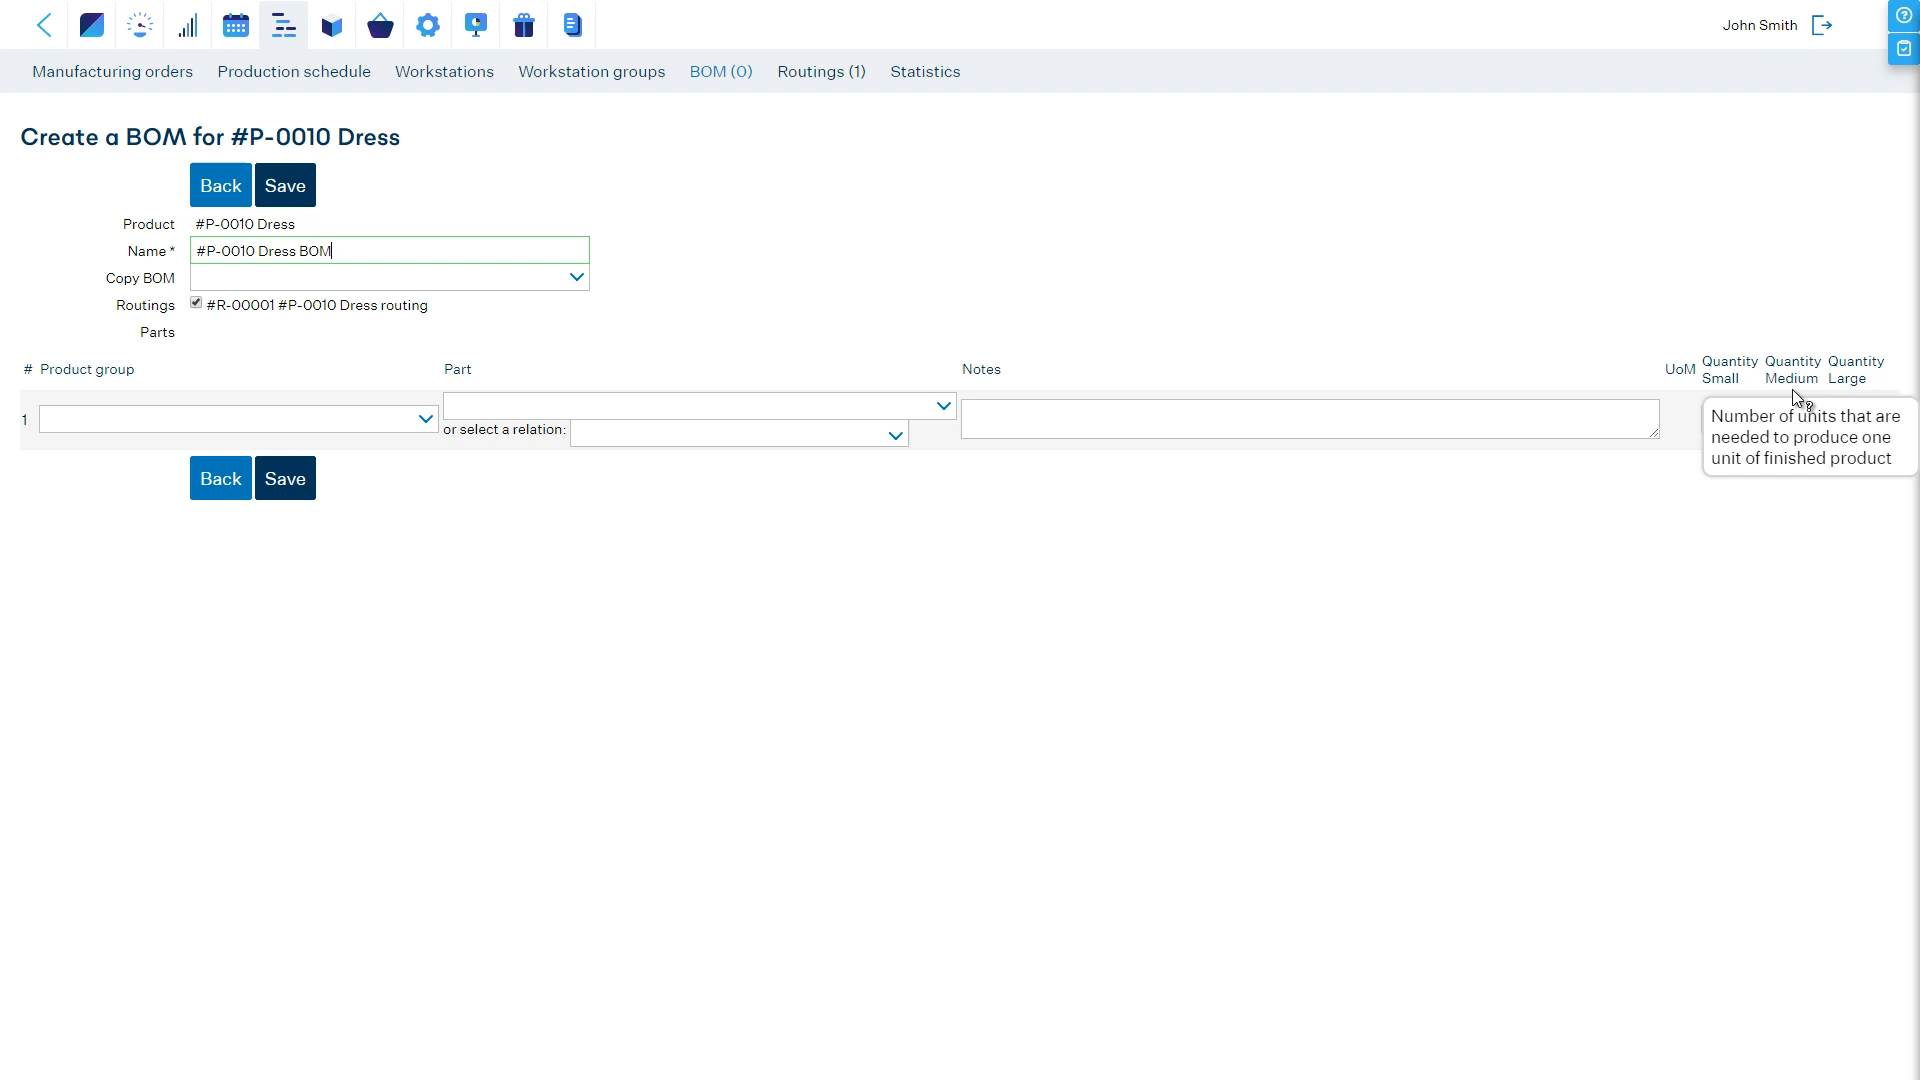 John Smith
Manufacturing orders Production schedule Workstations Workstation groups BOM (0) Routings (1) Statistics
Create a BOM for #P-0010 Dress
Back Save
Product #P-0010 Dress
Name * #P-0010 Dress BOM
Copy BOM
Routings #R-00001 #P-0010 Dress routing
Parts
# Product group Part Notes UoM Quantity Small Quantity Medium Quantity Large
1
or select a relation:
Number of units that are
needed to produce one
unit of finished product
Back Save